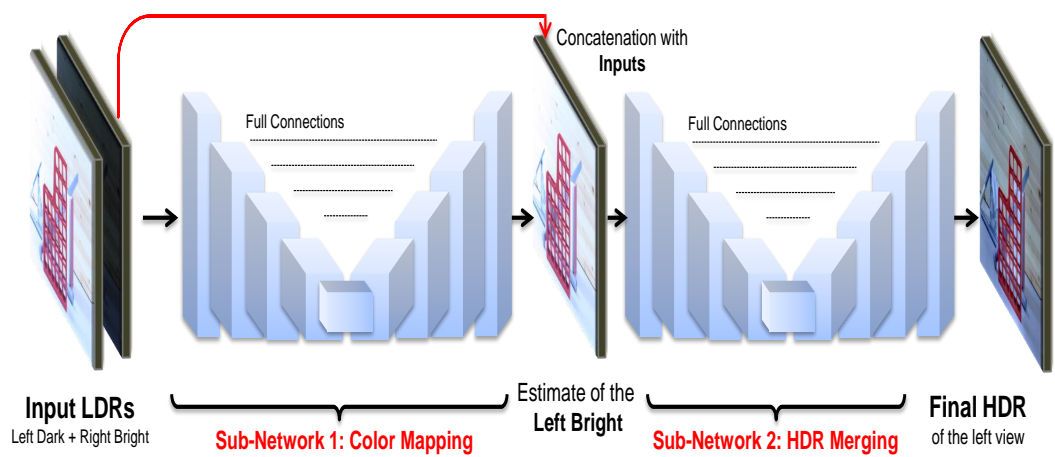 Concatenation with
Inputs
Full Connections
Full Connections
Input LDRs
Left Dark + Right Bright
Sub-Network 1: Color Mapping
Estimate of the
Left Bright
Sub-Network 2: HDR Merging
Final HDR
of the left view